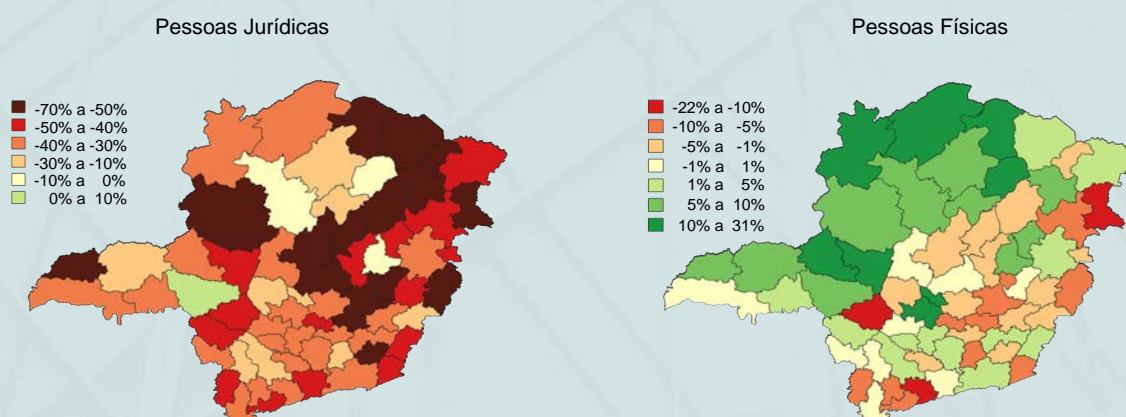 Pessoas Jurídicas
-70% a -50%
-50% a -40%
-40% a -30%
-30% a -10%
-10% a 0%
0% a 10%
Pessoas Físicas
-22% a -10%
-10% a -5%
-5% a -1%
-1% a 1%
1% a 5%
5% a 10%
10% a 31%